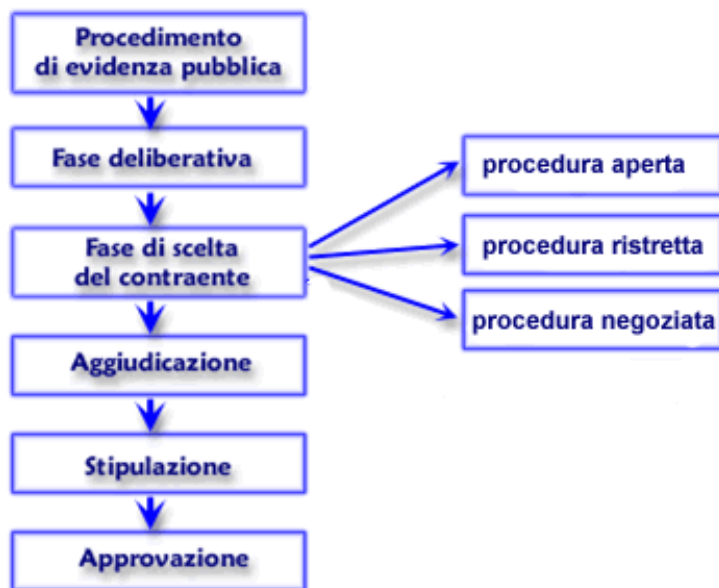 Procedimento
di evidenza pubblica
Fase deliberativa
Fase di scelta
del contraente
procedura aperta
procedura ristretta
procedura negoziata
Aggiudicazione
Stipulazione
Approvazione